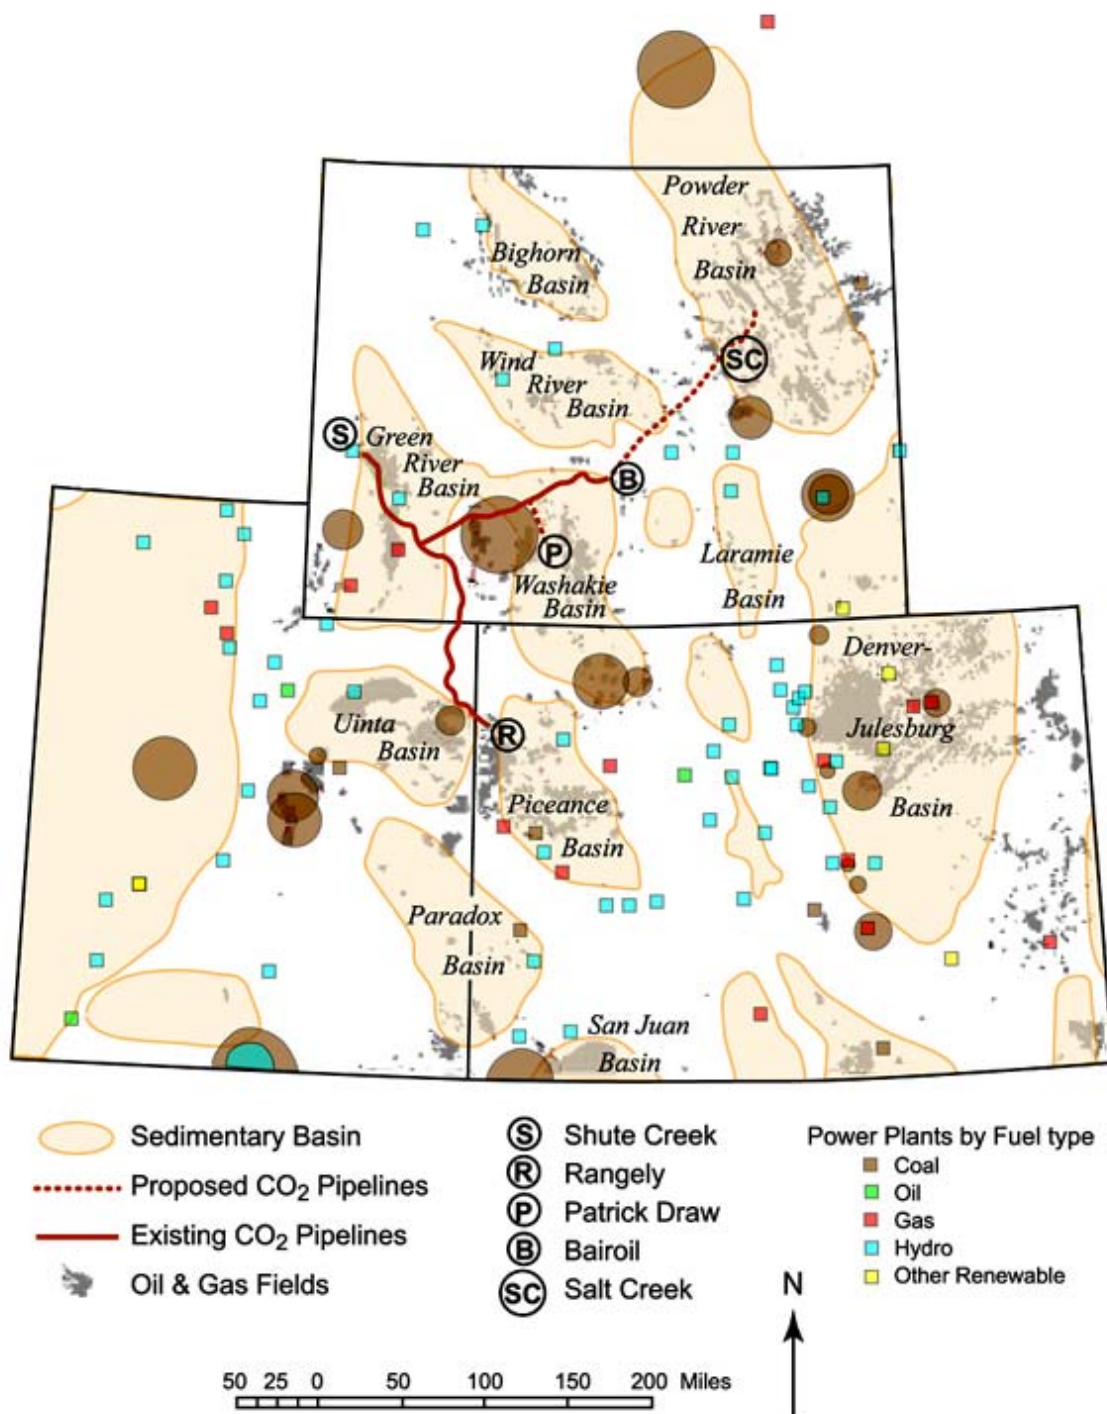 Powder
River
Basin
Bighorn
Basin
Wind
River
Basin
SC
S
Green
River
Basin
B
P
Washakie
Basin
Laramie
Basin
Denver-
Julesburg
Basin
Uinta
Basin
R
Piceance
Basin
Paradox
Basin
San Juan
Basin
Sedimentary Basin
Proposed CO₂ Pipelines
Existing CO₂ Pipelines
Oil & Gas Fields
S Shute Creek
R Rangely
P Patrick Draw
B Bairoil
SC Salt Creek
Power Plants by Fuel type
Coal
Oil
Gas
Hydro
Other Renewable
N
50 25 0 50 100 150 200 Miles